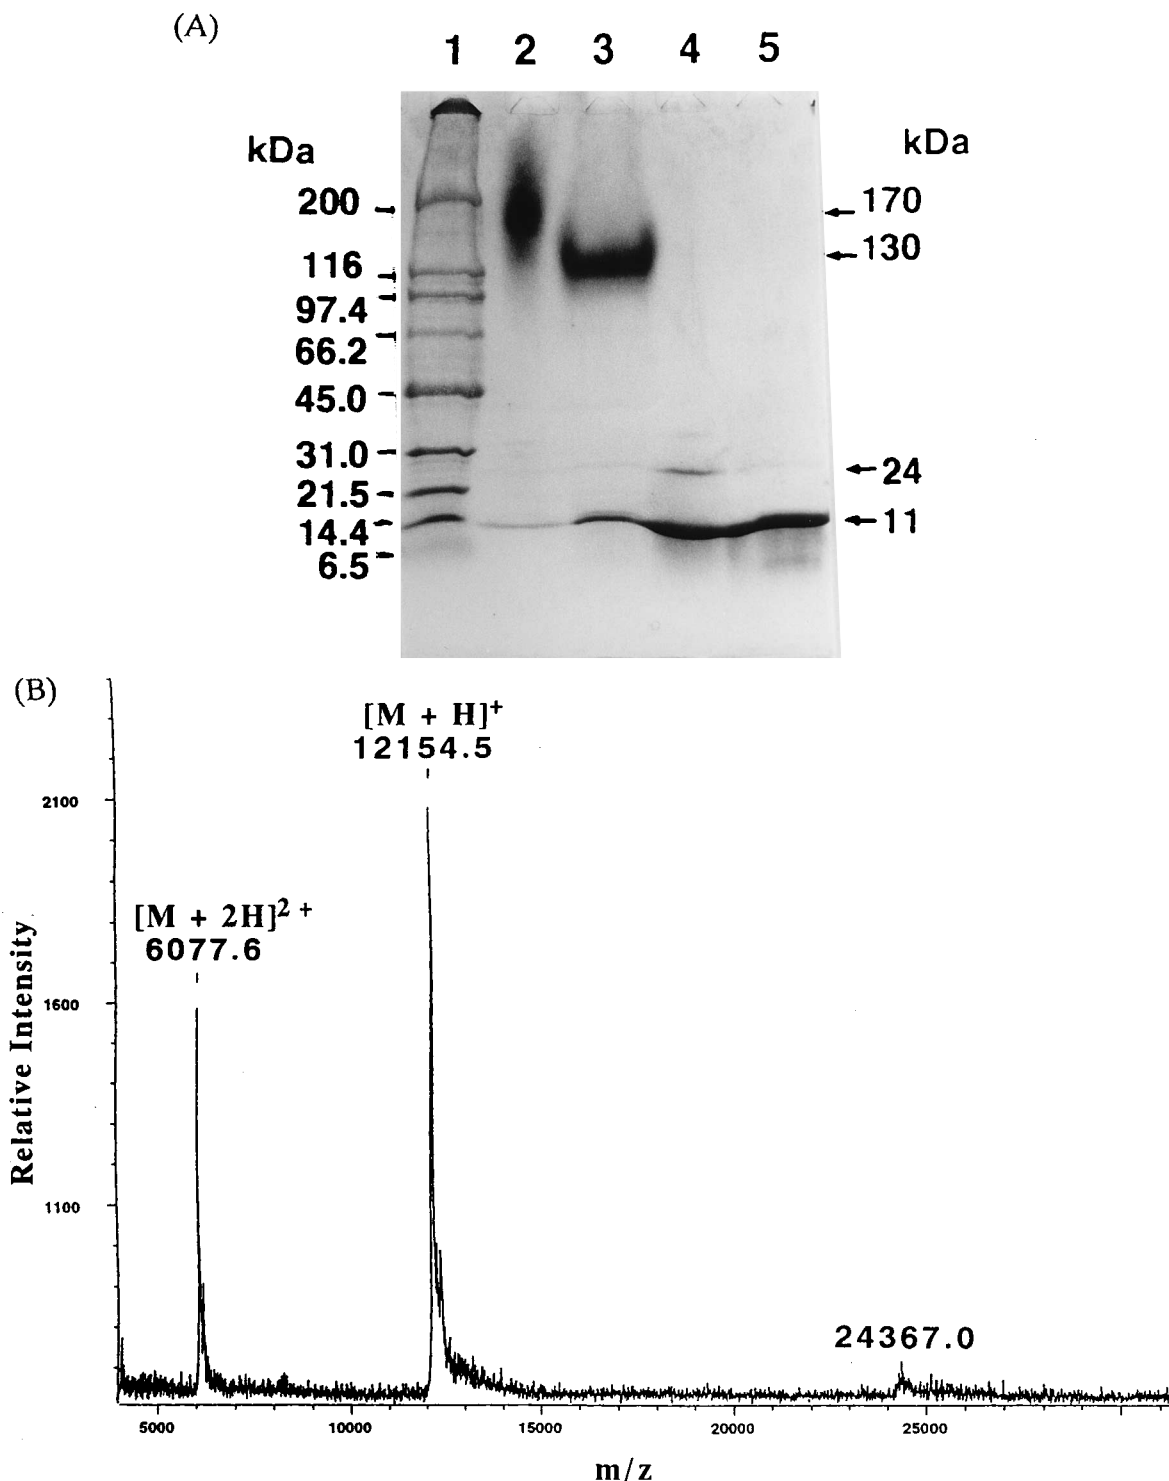 (A)
1 2 3 4 5
kDa
kDa
200
170
130
116
97.4
66.2
45.0
31.0
24
21.5
11
14.4
6.5
(B)
[M + H]+
12154.5
2100
[M + 2H]2 +
6077.6
1600
Relative Intensity
1100
24367.0
5000 10000 15000 20000 25000
m/z